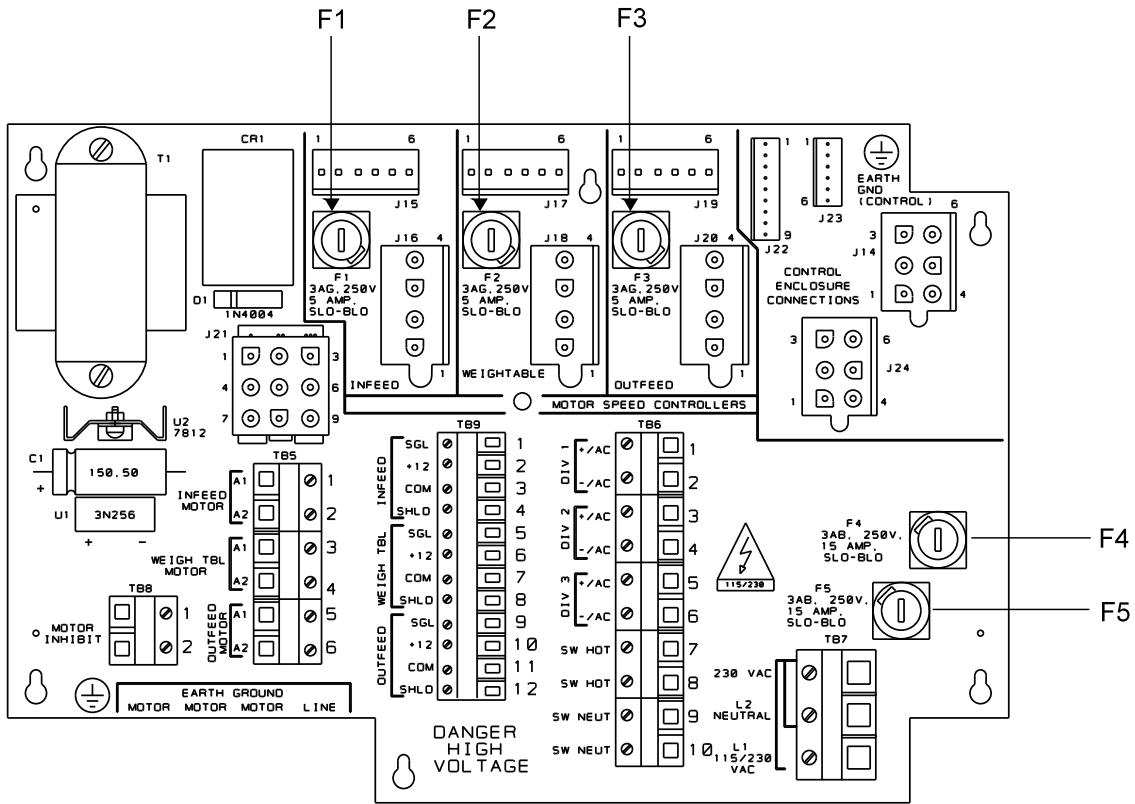 F1
F2
F3
T1
CR1
1 6
1 6
1 6
1
9
1
6
EARTH
GND
(CONTROL)
J15
J17
J19
J22
J23
6
3
J14
1
4
J16 4
J18 4
J20 4
F1
3AG, 250V
5 AMP,
SLO-BLO
F2
3AG, 250V
5 AMP,
SLO-BLO
F3
3AG, 250V
5 AMP,
SLO-BLO
CONTROL
ENCLOSURE
CONNECTIONS
D1
1N4004
J21
1 3
4 6
7 9
3 6
J24
1 4
INFEED
1
WEIGHTABLE
1
OUTFEED
1
MOTOR SPEED CONTROLLERS
U2
7812
C1
150.50
+
U1
3N256
+ -
TB5
INFEED
MOTOR
A1 1
A2 2
WEIGH TBL
MOTOR
A1 3
A2 4
OUTFEED
MOTOR
A1 5
A2 6
TB8
MOTOR
INHIBIT
1
2
EARTH GROUND
MOTOR MOTOR MOTOR LINE
TB9
INFEED
SGL 1
+12 2
COM 3
SHLD 4
WEIGH TBL
SGL 5
+12 6
COM 7
SHLD 8
OUTFEED
SGL 9
+12 10
COM 11
SHLD 12
DANGER
HIGH
VOLTAGE
TB6
DIV 1
+/AC 1
-/AC 2
DIV 2
+/AC 3
-/AC 4
DIV 3
+/AC 5
-/AC 6
SW HOT 7
SW HOT 8
SW NEUT 9
SW NEUT 10
115/230
F4
3AB, 250V.
15 AMP,
SLO-BLO
F4
F5
3AB, 250V.
15 AMP,
SLO-BLO
F5
TB7
230 VAC
L2
NEUTRAL
L1
115/230
VAC